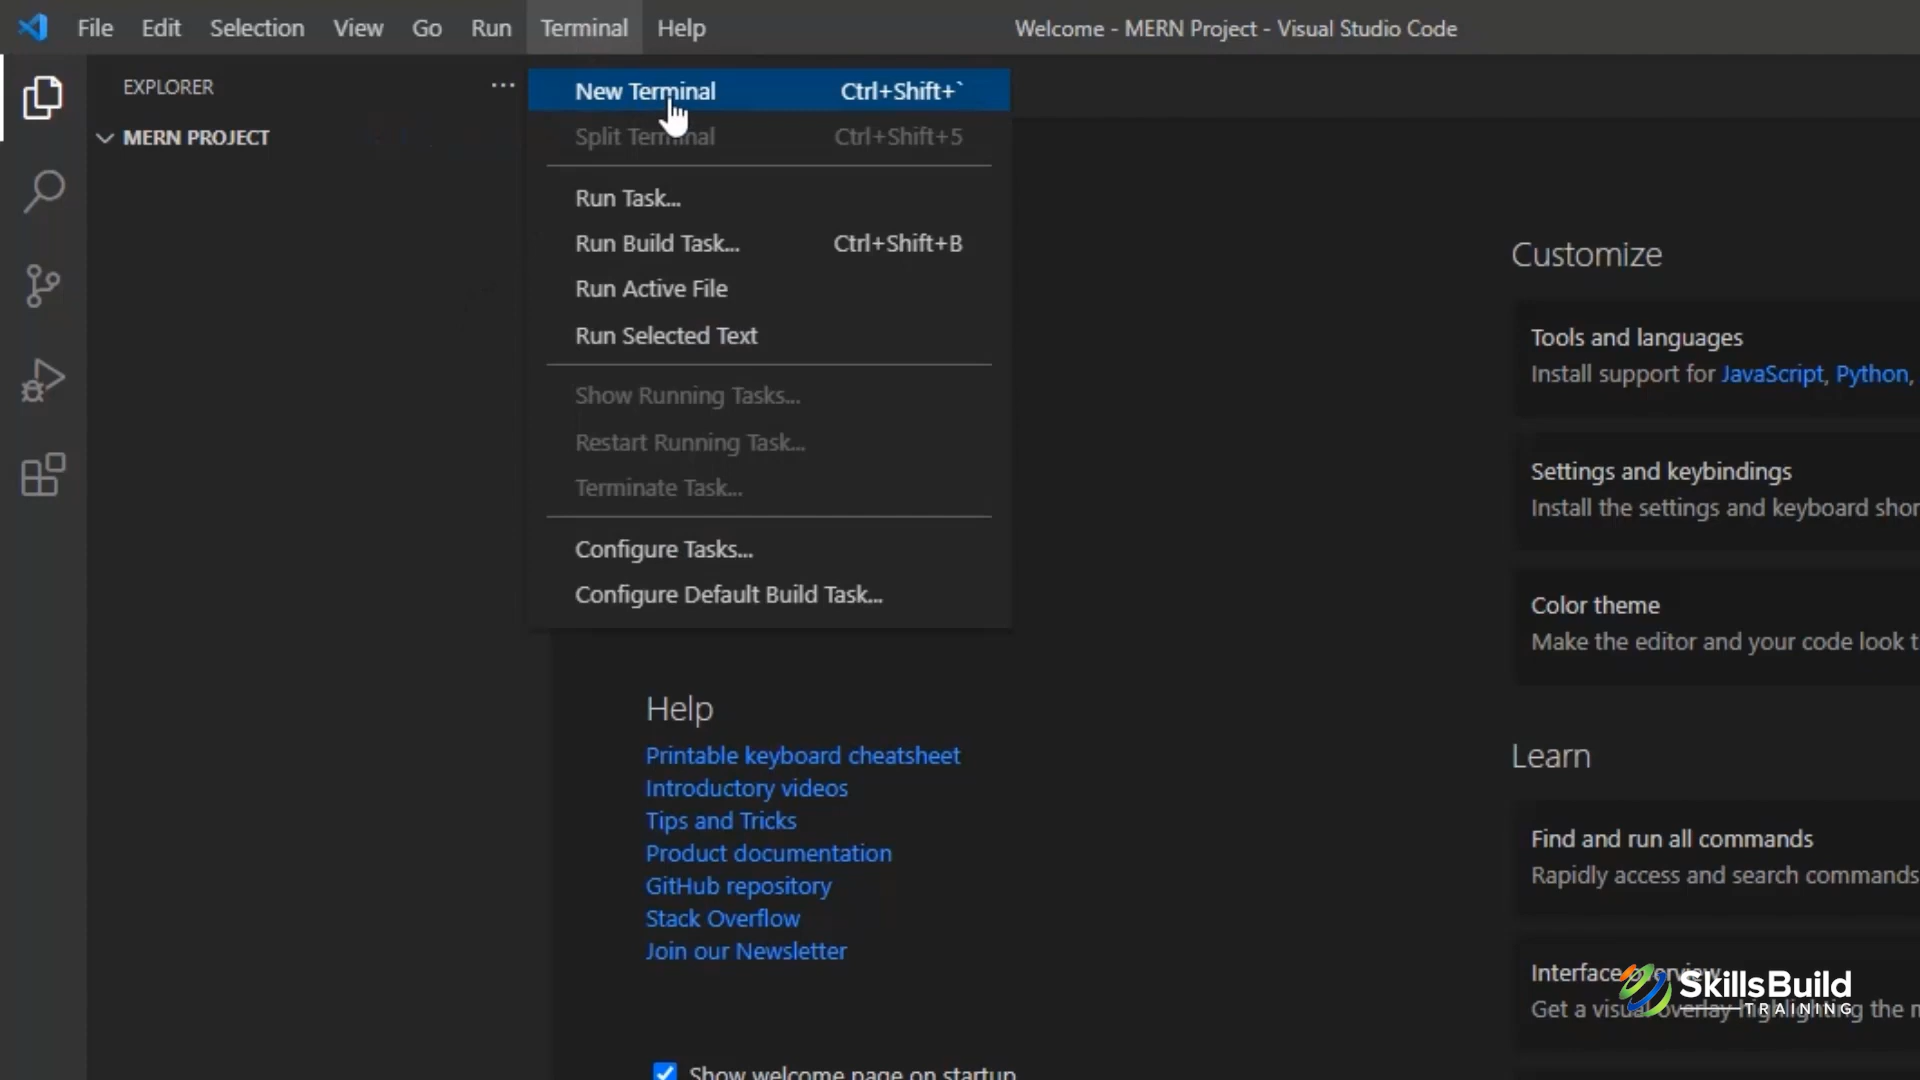 File Edit Selection View Go Run Terminal Help
Welcome - MERN Project - Visual Studio Code
EXPLORER
MERN PROJECT
New Terminal Ctrl+Shift+`
Split Terminal Ctrl+Shift+5
Run Task...
Run Build Task... Ctrl+Shift+B
Run Active File
Run Selected Text
Show Running Tasks...
Restart Running Task...
Terminate Task...
Configure Tasks...
Configure Default Build Task...
Help
Printable keyboard cheatsheet
Introductory videos
Tips and Tricks
Product documentation
GitHub repository
Stack Overflow
Join our Newsletter
Show welcome page on startup
Customize
Tools and languages
Install support for JavaScript, Python,
Settings and keybindings
Install the settings and keyboard shor
Color theme
Make the editor and your code look t
Learn
Find and run all commands
Rapidly access and search commands
Interface overview
Get a visual overlay highlighting the
SkillsBuild
TRAINING